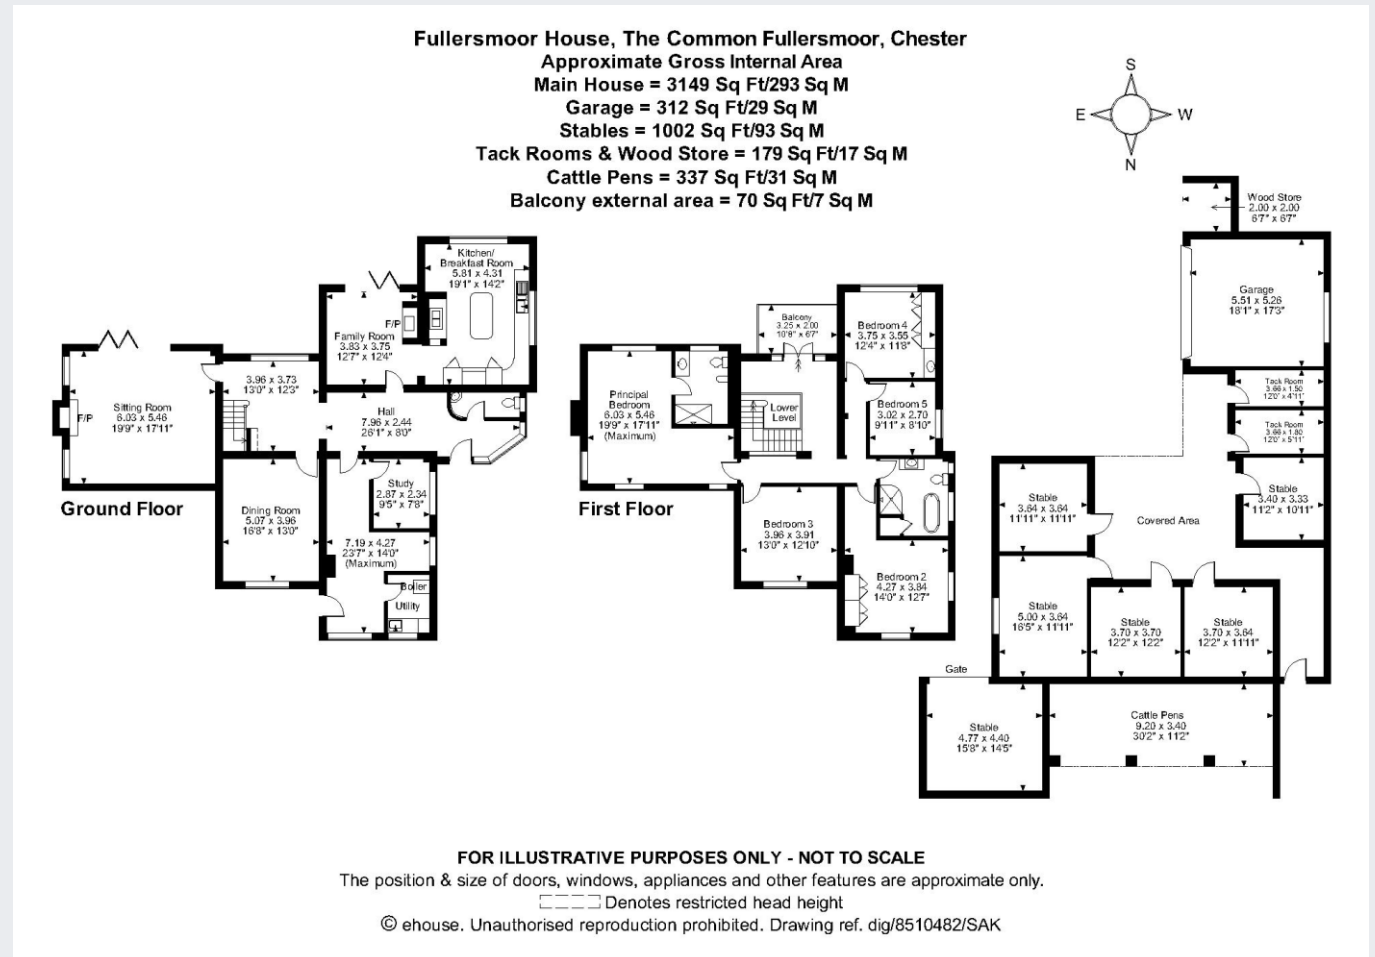 Fullersmoor House, The Common Fullersmoor, Chester
Approximate Gross Internal Area
Main House = 3149 Sq Ft/293 Sq M
Garage = 312 Sq Ft/29 Sq M
Stables = 1002 Sq Ft/93 Sq M
Tack Rooms & Wood Store = 179 Sq Ft/17 Sq M
Cattle Pens = 337 Sq Ft/31 Sq M
Balcony external area = 70 Sq Ft/7 Sq M
S
E
W
N
Kitchen/
Breakfast Room
5.81 x 4.31
19'1" x 14'2"
F/P
Family Room
3.83 x 3.75
12'7" x 12'4"
3.96 x 3.73
13'0" x 12'3"
Sitting Room
6.03 x 5.46
19'9" x 17'11"
F/P
Hall
7.96 x 2.44
26'1" x 8'0"
Study
2.87 x 2.34
9'5" x 7'8"
Dining Room
5.07 x 3.96
16'8" x 13'0"
7.19 x 4.27
23'7" x 14'0"
(Maximum)
Boiler
Utility
Ground Floor
Balcony
3.25 x 2.00
10'8" x 6'7"
Bedroom 4
3.75 x 3.55
12'4" x 11'8"
Principal
Bedroom
6.03 x 5.46
19'9" x 17'11"
(Maximum)
Lower
Level
Bedroom 5
3.02 x 2.70
9'11" x 8'10"
Bedroom 3
3.96 x 3.91
13'0" x 12'10"
Bedroom 2
4.27 x 3.84
14'0" x 12'7"
First Floor
Wood Store
2.00 x 2.00
6'7" x 6'7"
Garage
5.51 x 5.26
18'1" x 17'3"
Tack Room
3.66 x 1.50
12'0" x 4'11"
Tack Room
3.66 x 1.80
12'0" x 5'11"
Stable
3.40 x 3.33
11'2" x 10'11"
Stable
3.64 x 3.64
11'11" x 11'11"
Covered Area
Stable
5.00 x 3.64
16'5" x 11'11"
Stable
3.70 x 3.70
12'2" x 12'2"
Stable
3.70 x 3.64
12'2" x 11'11"
Gate
Stable
4.77 x 4.40
15'8" x 14'5"
Cattle Pens
9.20 x 3.40
30'2" x 11'2"
FOR ILLUSTRATIVE PURPOSES ONLY - NOT TO SCALE
The position & size of doors, windows, appliances and other features are approximate only.
Denotes restricted head height
© ehouse. Unauthorised reproduction prohibited. Drawing ref. dig/8510482/SAK